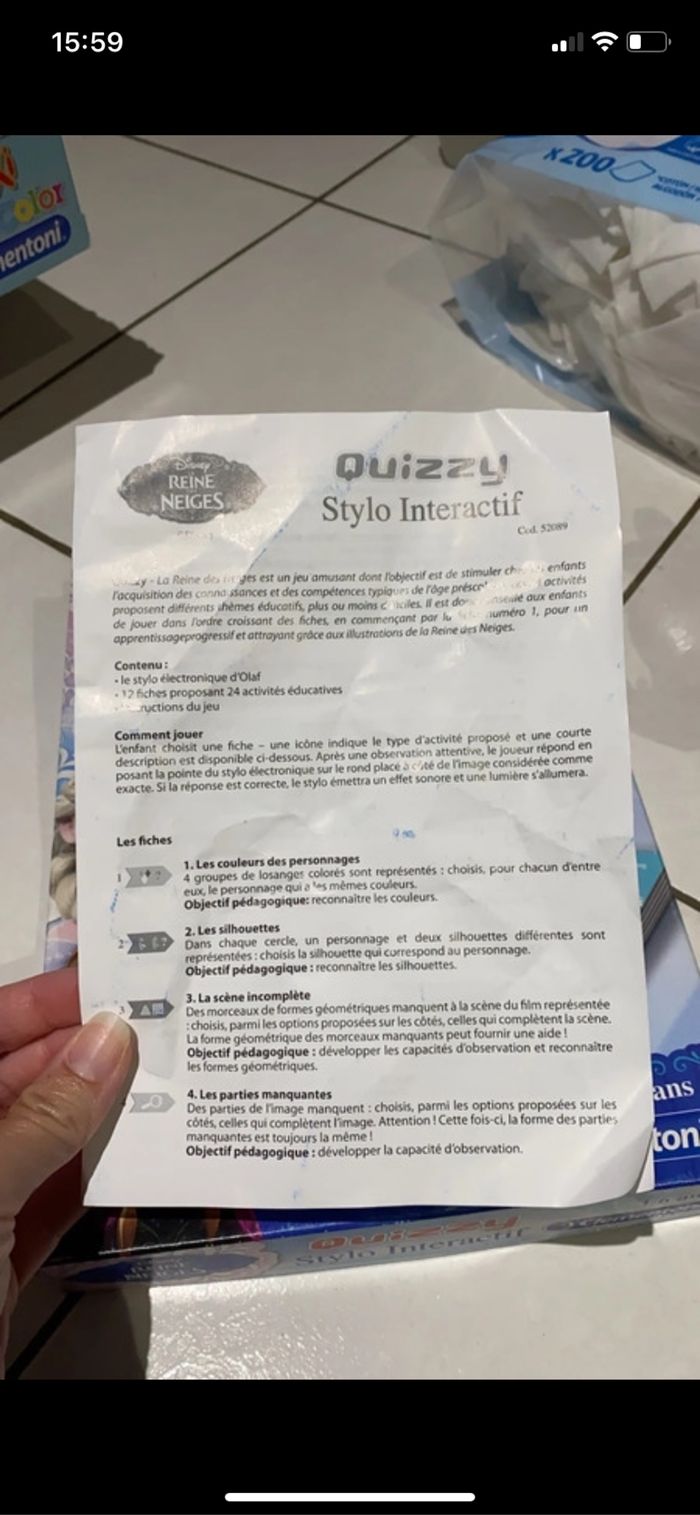 15:59
olor
mentoni
x200
Disney
REINE
NEIGES
Quizzy
Stylo Interactif
Cod. 52089
- La Reine des ges est un jeu amusant dont l'objectif est de stimuler enfants
l'acquisition des conna ssances et des compétences typiques de l'âge activités
proposent différents thèmes éducatifs, plus ou moins Il est aux enfants
de jouer dans l'ordre croissant des fiches, en commençant par numéro 1, pour un
apprentissageprogressif et attrayant grâce aux illustrations de la Reine des Neiges.
Contenu :
- le stylo électronique d'Olaf
- 12 fiches proposant 24 activités éducatives
ructions du jeu
Comment jouer
L'enfant choisit une fiche – une icône indique le type d'activité proposé et une courte
description est disponible ci-dessous. Après une observation attentive, le joueur répond en
posant la pointe du stylo électronique sur le rond placé à côté de l'image considérée comme
exacte. Si la réponse est correcte, le stylo émettra un effet sonore et une lumière s'allumera.
Les fiches
1
1. Les couleurs des personnages
4 groupes de losanges colorés sont représentés : choisis, pour chacun d'entre
eux, le personnage qui a les mêmes couleurs.
Objectif pédagogique: reconnaître les couleurs.
2
2. Les silhouettes
Dans chaque cercle, un personnage et deux silhouettes différentes sont
représentées : choisis la silhouette qui correspond au personnage.
Objectif pédagogique : reconnaître les silhouettes.
3
3. La scène incomplète
Des morceaux de formes géométriques manquent à la scène du film représentée
: choisis, parmi les options proposées sur les côtés, celles qui complètent la scène.
La forme géométrique des morceaux manquants peut fournir une aide !
Objectif pédagogique : développer les capacités d'observation et reconnaître
les formes géométriques.
4. Les parties manquantes
Des parties de l'image manquent : choisis, parmi les options proposées sur les
côtés, celles qui complètent l'image. Attention ! Cette fois-ci, la forme des parties
manquantes est toujours la même !
Objectif pédagogique : développer la capacité d'observation.
ans
ton
Quizzy
Stylo Interactif